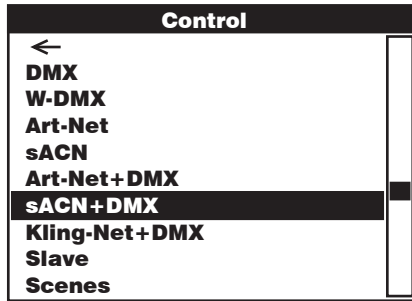 Control
←
DMX
W-DMX
Art-Net
sACN
Art-Net+DMX
sACN+DMX
Kling-Net+DMX
Slave
Scenes